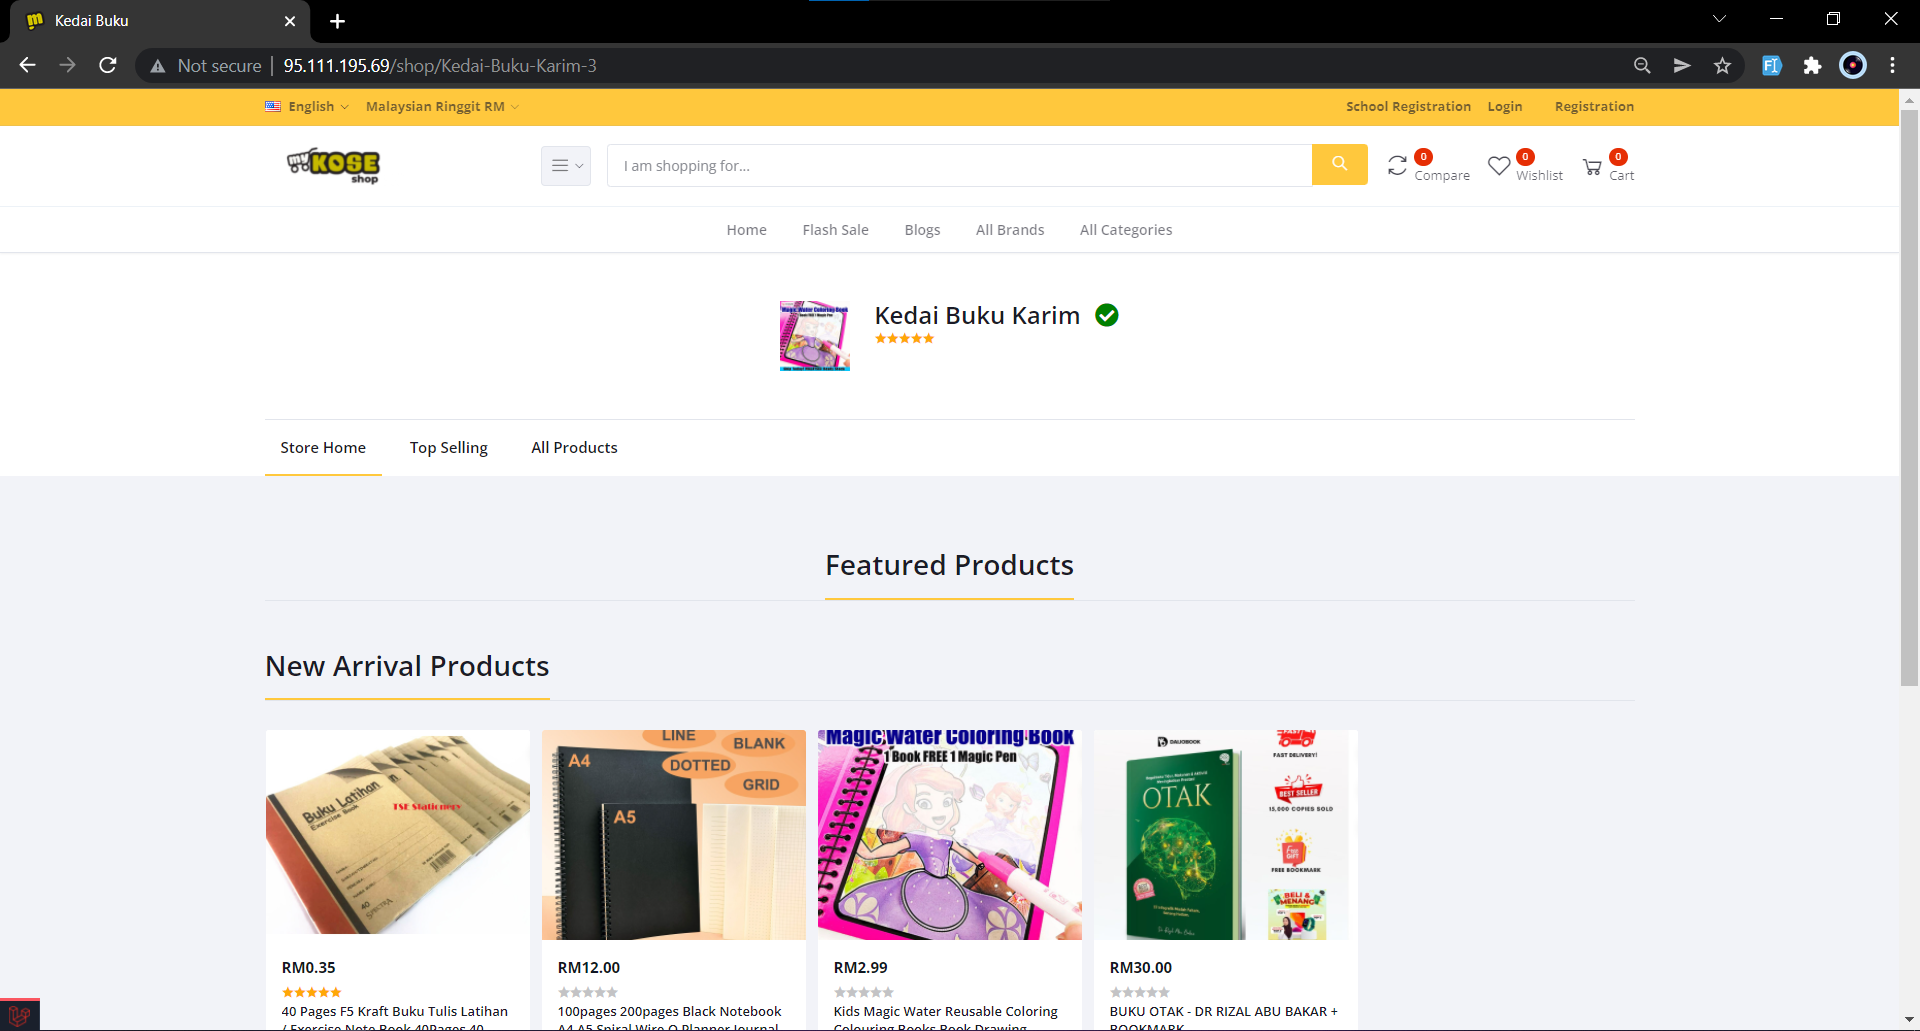 Kedai Buku
Not secure | 95.111.195.69/shop/Kedai-Buku-Karim-3
English Malaysian Ringgit RM School Registration Login Registration
my KOSE shop
I am shopping for...
0 Compare 0 Wishlist 0 Cart
Home Flash Sale Blogs All Brands All Categories
Kedai Buku Karim
Store Home Top Selling All Products
Featured Products
New Arrival Products
Buku Latihan
Exercise Book
TSE Stationery
40
SPECTRA
LINE
BLANK
DOTTED
GRID
A4
A5
Magic Water Coloring Book
1 Book FREE 1 Magic Pen
OTAK
FAST DELIVERY!
BEST SELLER
15,000 COPIES SOLD
FREE GIFT
FREE BOOKMARK
BELI &
MENANG
RM0.35
40 Pages F5 Kraft Buku Tulis Latihan
/ Exercise Note Book 40Pages 40
RM12.00
100pages 200pages Black Notebook
A4 A5 Spiral Wire O Planner Journal
RM2.99
Kids Magic Water Reusable Coloring
Colouring Books Book Drawing
RM30.00
BUKU OTAK - DR RIZAL ABU BAKAR +
BOOKMARK